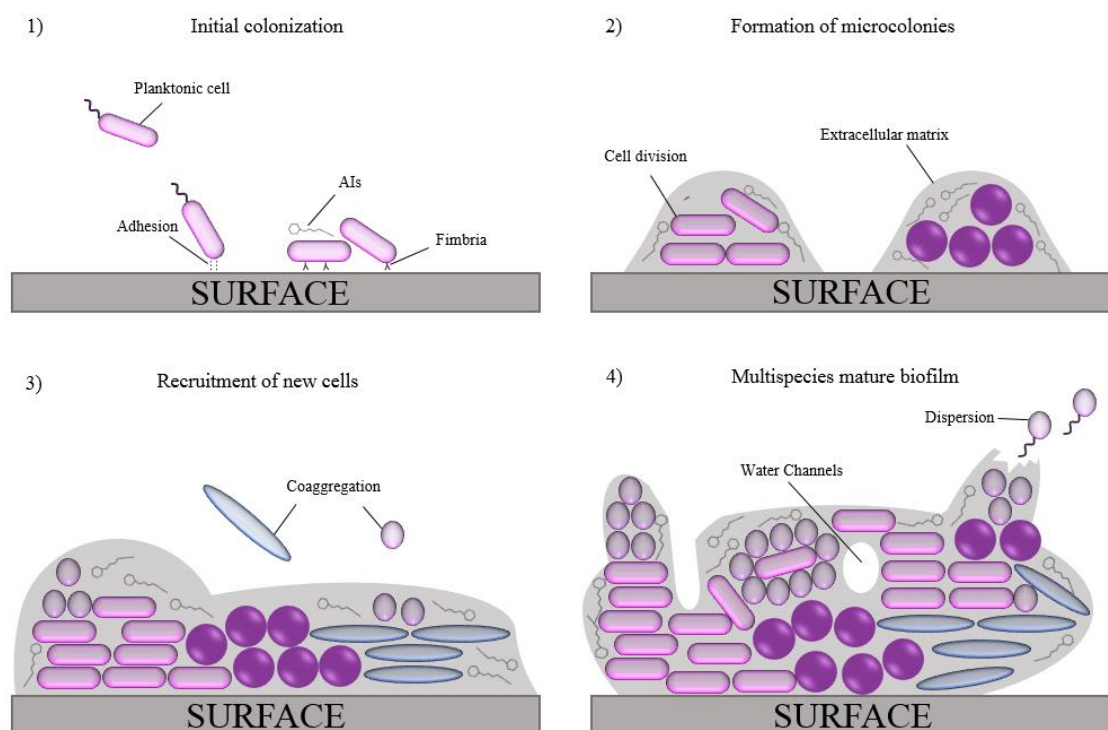 1) Initial colonization
Planktonic cell
AIs
Adhesion
Fimbria
SURFACE
2) Formation of microcolonies
Extracellular matrix
Cell division
SURFACE
3) Recruitment of new cells
Coaggregation
SURFACE
4) Multispecies mature biofilm
Dispersion
Water Channels
SURFACE